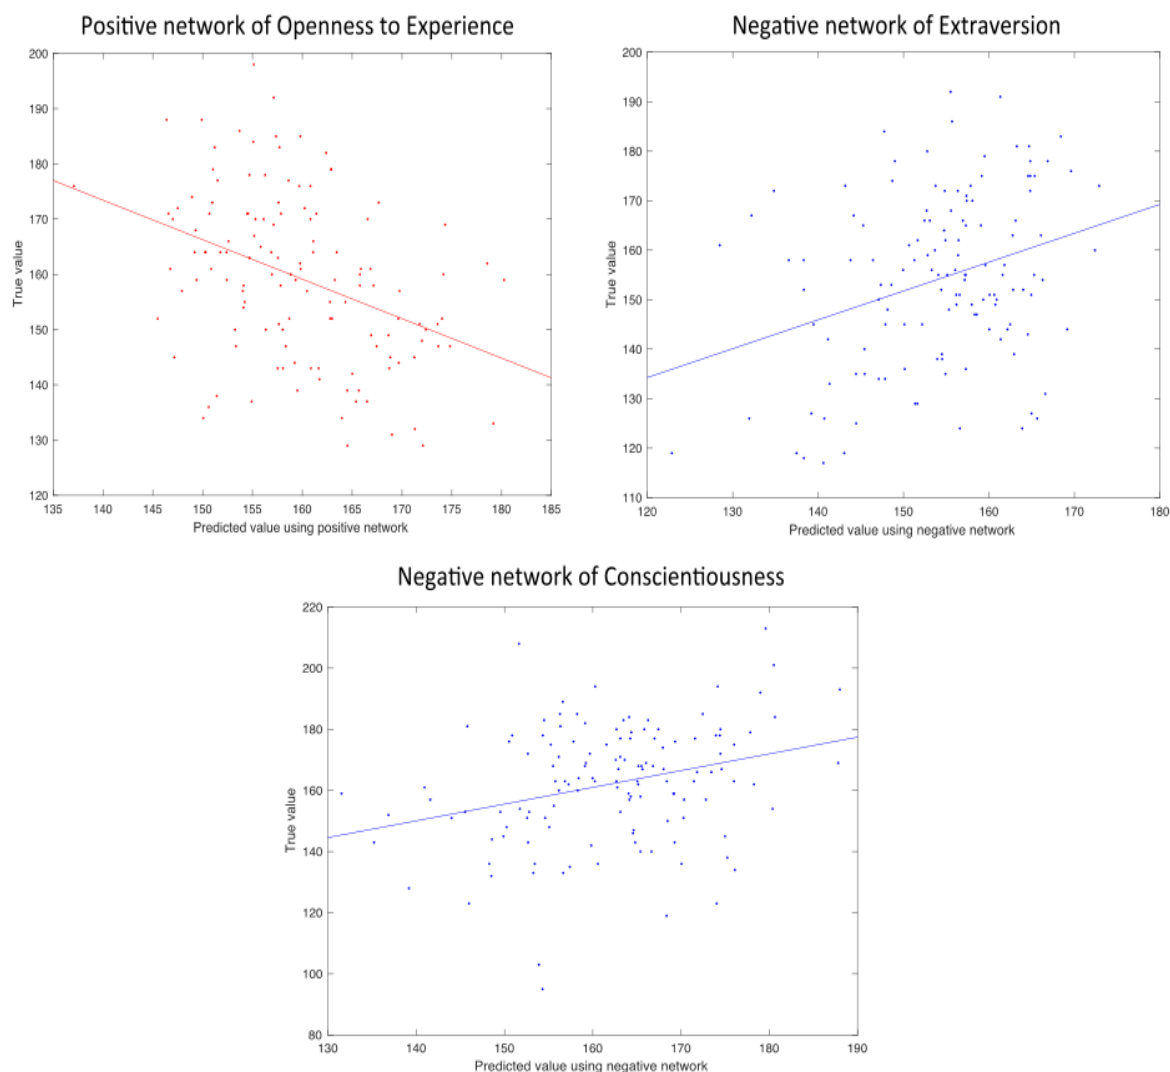 Positive network of Openness to Experience
200
190
180
170
160
150
140
130
120
True value
135 140 145 150 155 160 165 170 175 180 185
Predicted value using positive network
Negative network of Extraversion
200
190
180
170
160
150
140
130
120
110
True value
120 130 140 150 160 170 180
Predicted value using negative network
Negative network of Conscientiousness
220
200
180
160
140
120
100
80
True value
130 140 150 160 170 180 190
Predicted value using negative network